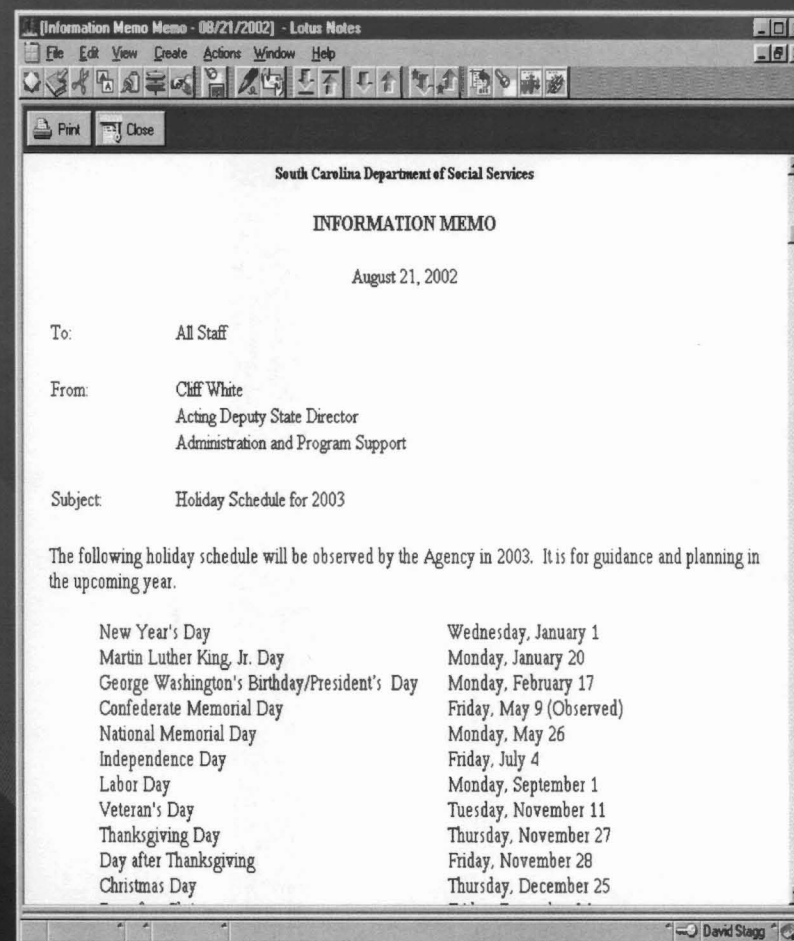 [Information Memo Memo - 08/21/2002] - Lotus Notes
File Edit View Create Actions Window Help
Print Close
South Carolina Department of Social Services
INFORMATION MEMO
August 21, 2002
To: All Staff
From: Cliff White
Acting Deputy State Director
Administration and Program Support
Subject: Holiday Schedule for 2003
The following holiday schedule will be observed by the Agency in 2003. It is for guidance and planning in
the upcoming year.
New Year's Day Wednesday, January 1
Martin Luther King, Jr. Day Monday, January 20
George Washington's Birthday/President's Day Monday, February 17
Confederate Memorial Day Friday, May 9 (Observed)
National Memorial Day Monday, May 26
Independence Day Friday, July 4
Labor Day Monday, September 1
Veteran's Day Tuesday, November 11
Thanksgiving Day Thursday, November 27
Day after Thanksgiving Friday, November 28
Christmas Day Thursday, December 25
David Stagg